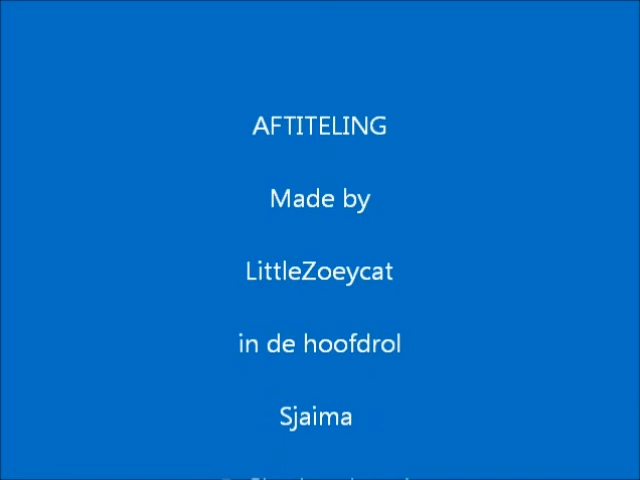 AFTITELING
Made by
LittleZoeycat
in de hoofdrol
Sjaima